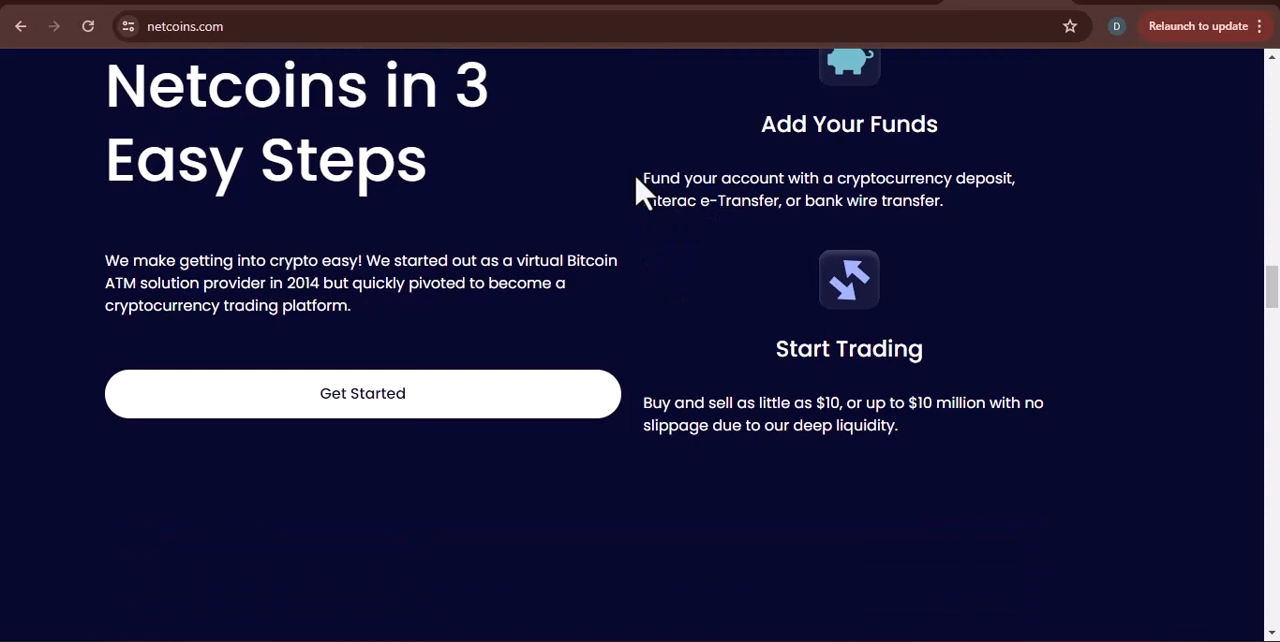 netcoins.com
D
Relaunch to update
Netcoins in 3
Easy Steps
We make getting into crypto easy! We started out as a virtual Bitcoin
ATM solution provider in 2014 but quickly pivoted to become a
cryptocurrency trading platform.
Get Started
Add Your Funds
Fund your account with a cryptocurrency deposit,
e-Transfer, or bank wire transfer.
Start Trading
Buy and sell as little as $10, or up to $10 million with no
slippage due to our deep liquidity.